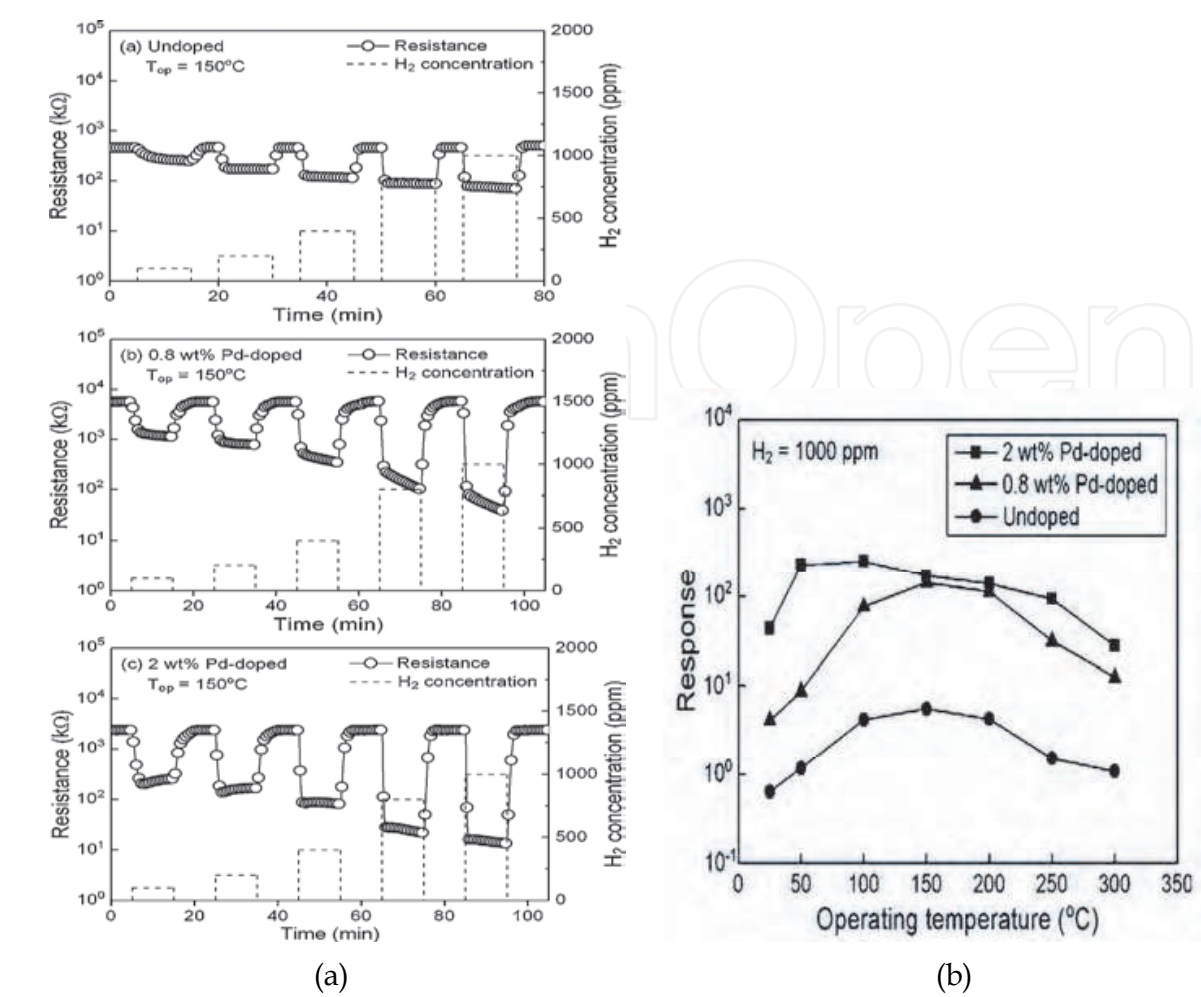 10⁵
10⁴
10³
10²
10¹
10⁰
Resistance (kΩ)
(a) Undoped
Tₒₚ = 150°C
Resistance
H₂ concentration
2000
1500
1000
500
0
H₂ concentration (ppm)
0 20 40 60 80
Time (min)
10⁵
10⁴
10³
10²
10¹
10⁰
Resistance (kΩ)
(b) 0.8 wt% Pd-doped
Tₒₚ = 150°C
Resistance
H₂ concentration
2000
1500
1000
500
0
H₂ concentration (ppm)
0 20 40 60 80 100
Time (min)
10⁵
10⁴
10³
10²
10¹
10⁰
Resistance (kΩ)
(c) 2 wt% Pd-doped
Tₒₚ = 150°C
Resistance
H₂ concentration
2000
1500
1000
500
0
H₂ concentration (ppm)
0 20 40 60 80 100
Time (min)
(a)
Open
10⁴
10³
10²
10¹
10⁰
10⁻¹
Response
H₂ = 1000 ppm
2 wt% Pd-doped
0.8 wt% Pd-doped
Undoped
0 50 100 150 200 250 300 350
Operating temperature (°C)
(b)